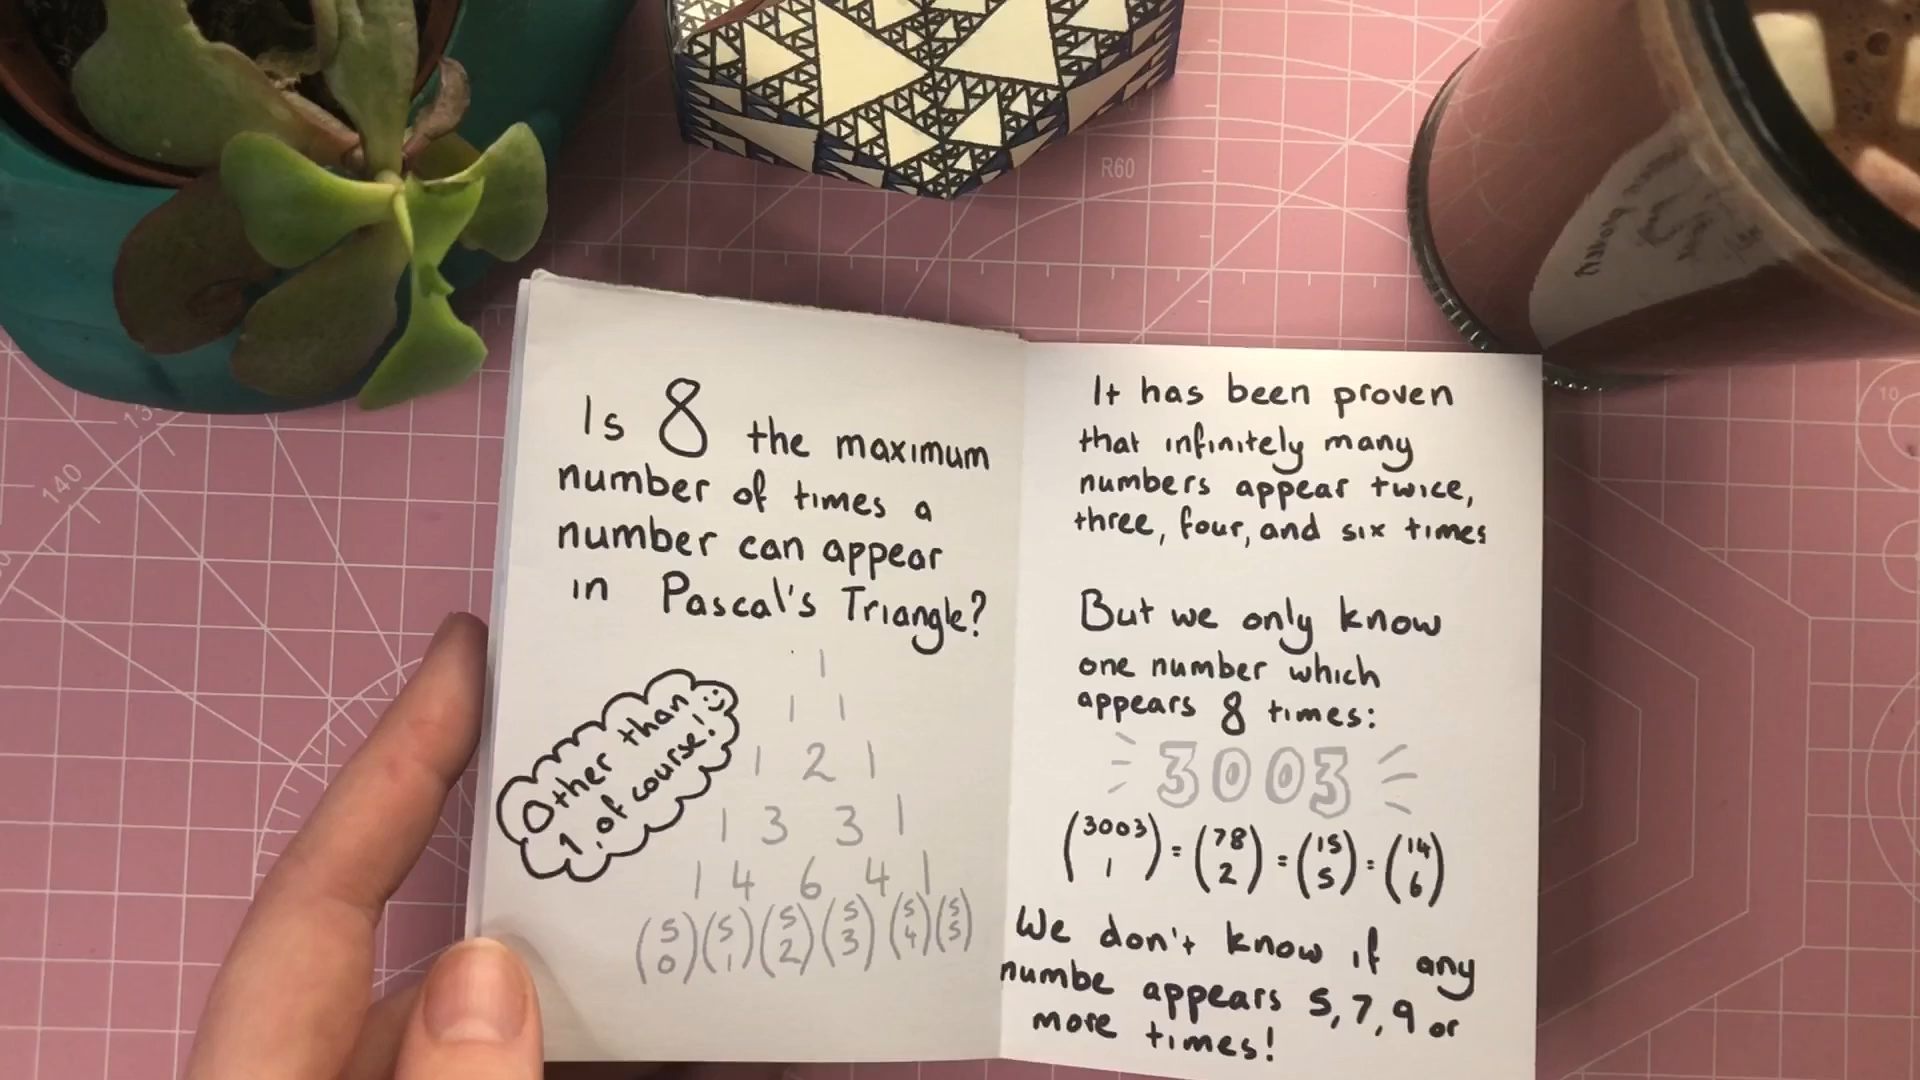 R60
140
10
Is 8 the maximum
number of times a
number can appear
in Pascal's Triangle?
Other than
1, of course!
1
1 1
1 2 1
1 3 3 1
1 4 6 4 1
(5 0) (5 1) (5 2) (5 3) (5 4) (5 5)
It has been proven
that infinitely many
numbers appear twice,
three, four, and six times
But we only know
one number which
appears 8 times:
3003
(3003 1) = (78 2) = (15 5) = (14 6)
We don't know if any
numbe appears 5, 7, 9 or
more times!